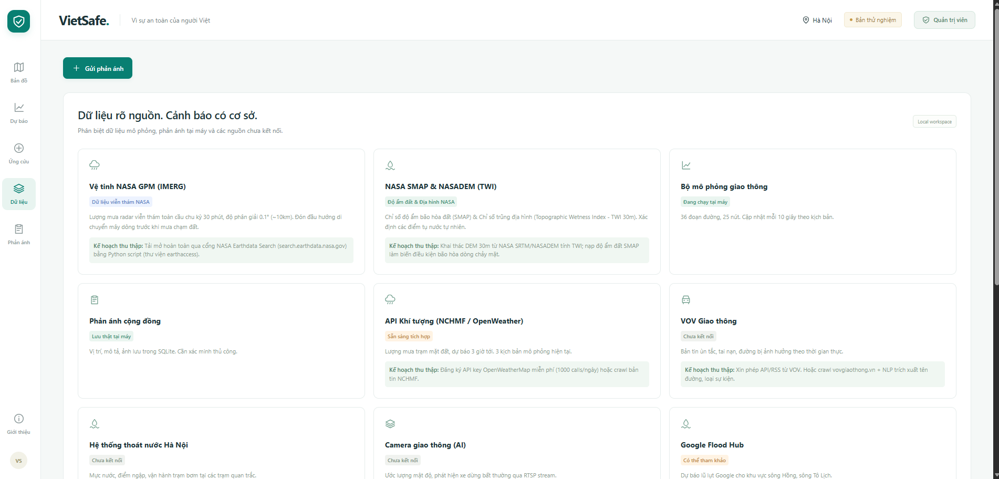 VietSafe.
Vì sự an toàn của người Việt
Hà Nội
Bản thử nghiệm
Quản trị viên
Bản đồ
Dự báo
Ứng cứu
Dữ liệu
Phản ánh
Giới thiệu
VS
Gửi phản ánh
Dữ liệu rõ nguồn. Cảnh báo có cơ sở.
Phân biệt dữ liệu mô phỏng, phản ánh tại máy và các nguồn chưa kết nối.
Local workspace
Vệ tinh NASA GPM (IMERG)
Dữ liệu viễn thám NASA
Lượng mưa radar viễn thám toàn cầu chu kỳ 30 phút, độ phân giải 0.1° (~10km). Đón đầu hướng di
chuyển mây dông trước khi mưa chạm đất.
Kế hoạch thu thập: Tải mở hoàn toàn qua cổng NASA Earthdata Search (search.earthdata.nasa.gov)
bằng Python script (thư viện earthaccess).
NASA SMAP & NASADEM (TWI)
Độ ẩm đất & Địa hình NASA
Chỉ số độ ẩm bão hòa đất (SMAP) & Chỉ số trũng địa hình (Topographic Wetness Index - TWI 30m). Xác
định các điểm tụ nước tự nhiên.
Kế hoạch thu thập: Khai thác DEM 30m từ NASA SRTM/NASADEM tính TWI; nạp độ ẩm đất SMAP
làm biến điều kiện bão hòa dòng chảy mặt.
Bộ mô phỏng giao thông
Đang chạy tại máy
36 đoạn đường, 25 nút. Cập nhật mỗi 10 giây theo kịch bản.
Phản ánh cộng đồng
Lưu thật tại máy
Vị trí, mô tả, ảnh lưu trong SQLite. Cần xác minh thủ công.
API Khí tượng (NCHMF / OpenWeather)
Sẵn sàng tích hợp
Lượng mưa trạm mặt đất, dự báo 3 giờ tới. 3 kịch bản mô phỏng hiện tại.
Kế hoạch thu thập: Đăng ký API key OpenWeatherMap miễn phí (1000 calls/ngày) hoặc crawl bản
tin NCHMF.
VOV Giao thông
Chưa kết nối
Bản tin ùn tắc, tai nạn, đường bị ảnh hưởng theo thời gian thực.
Kế hoạch thu thập: Xin phép API/RSS từ VOV. Hoặc crawl vovgiaothong.vn + NLP trích xuất tên
đường, loại sự kiện.
Hệ thống thoát nước Hà Nội
Chưa kết nối
Mực nước, điểm ngập, vận hành trạm bơm tại các trạm quan trắc.
Camera giao thông (AI)
Chưa kết nối
Ước lượng mật độ, phát hiện xe dừng bất thường qua RTSP stream.
Google Flood Hub
Có thể tham khảo
Dự báo lũ lụt Google cho khu vực sông Hồng, sông Tô Lịch.